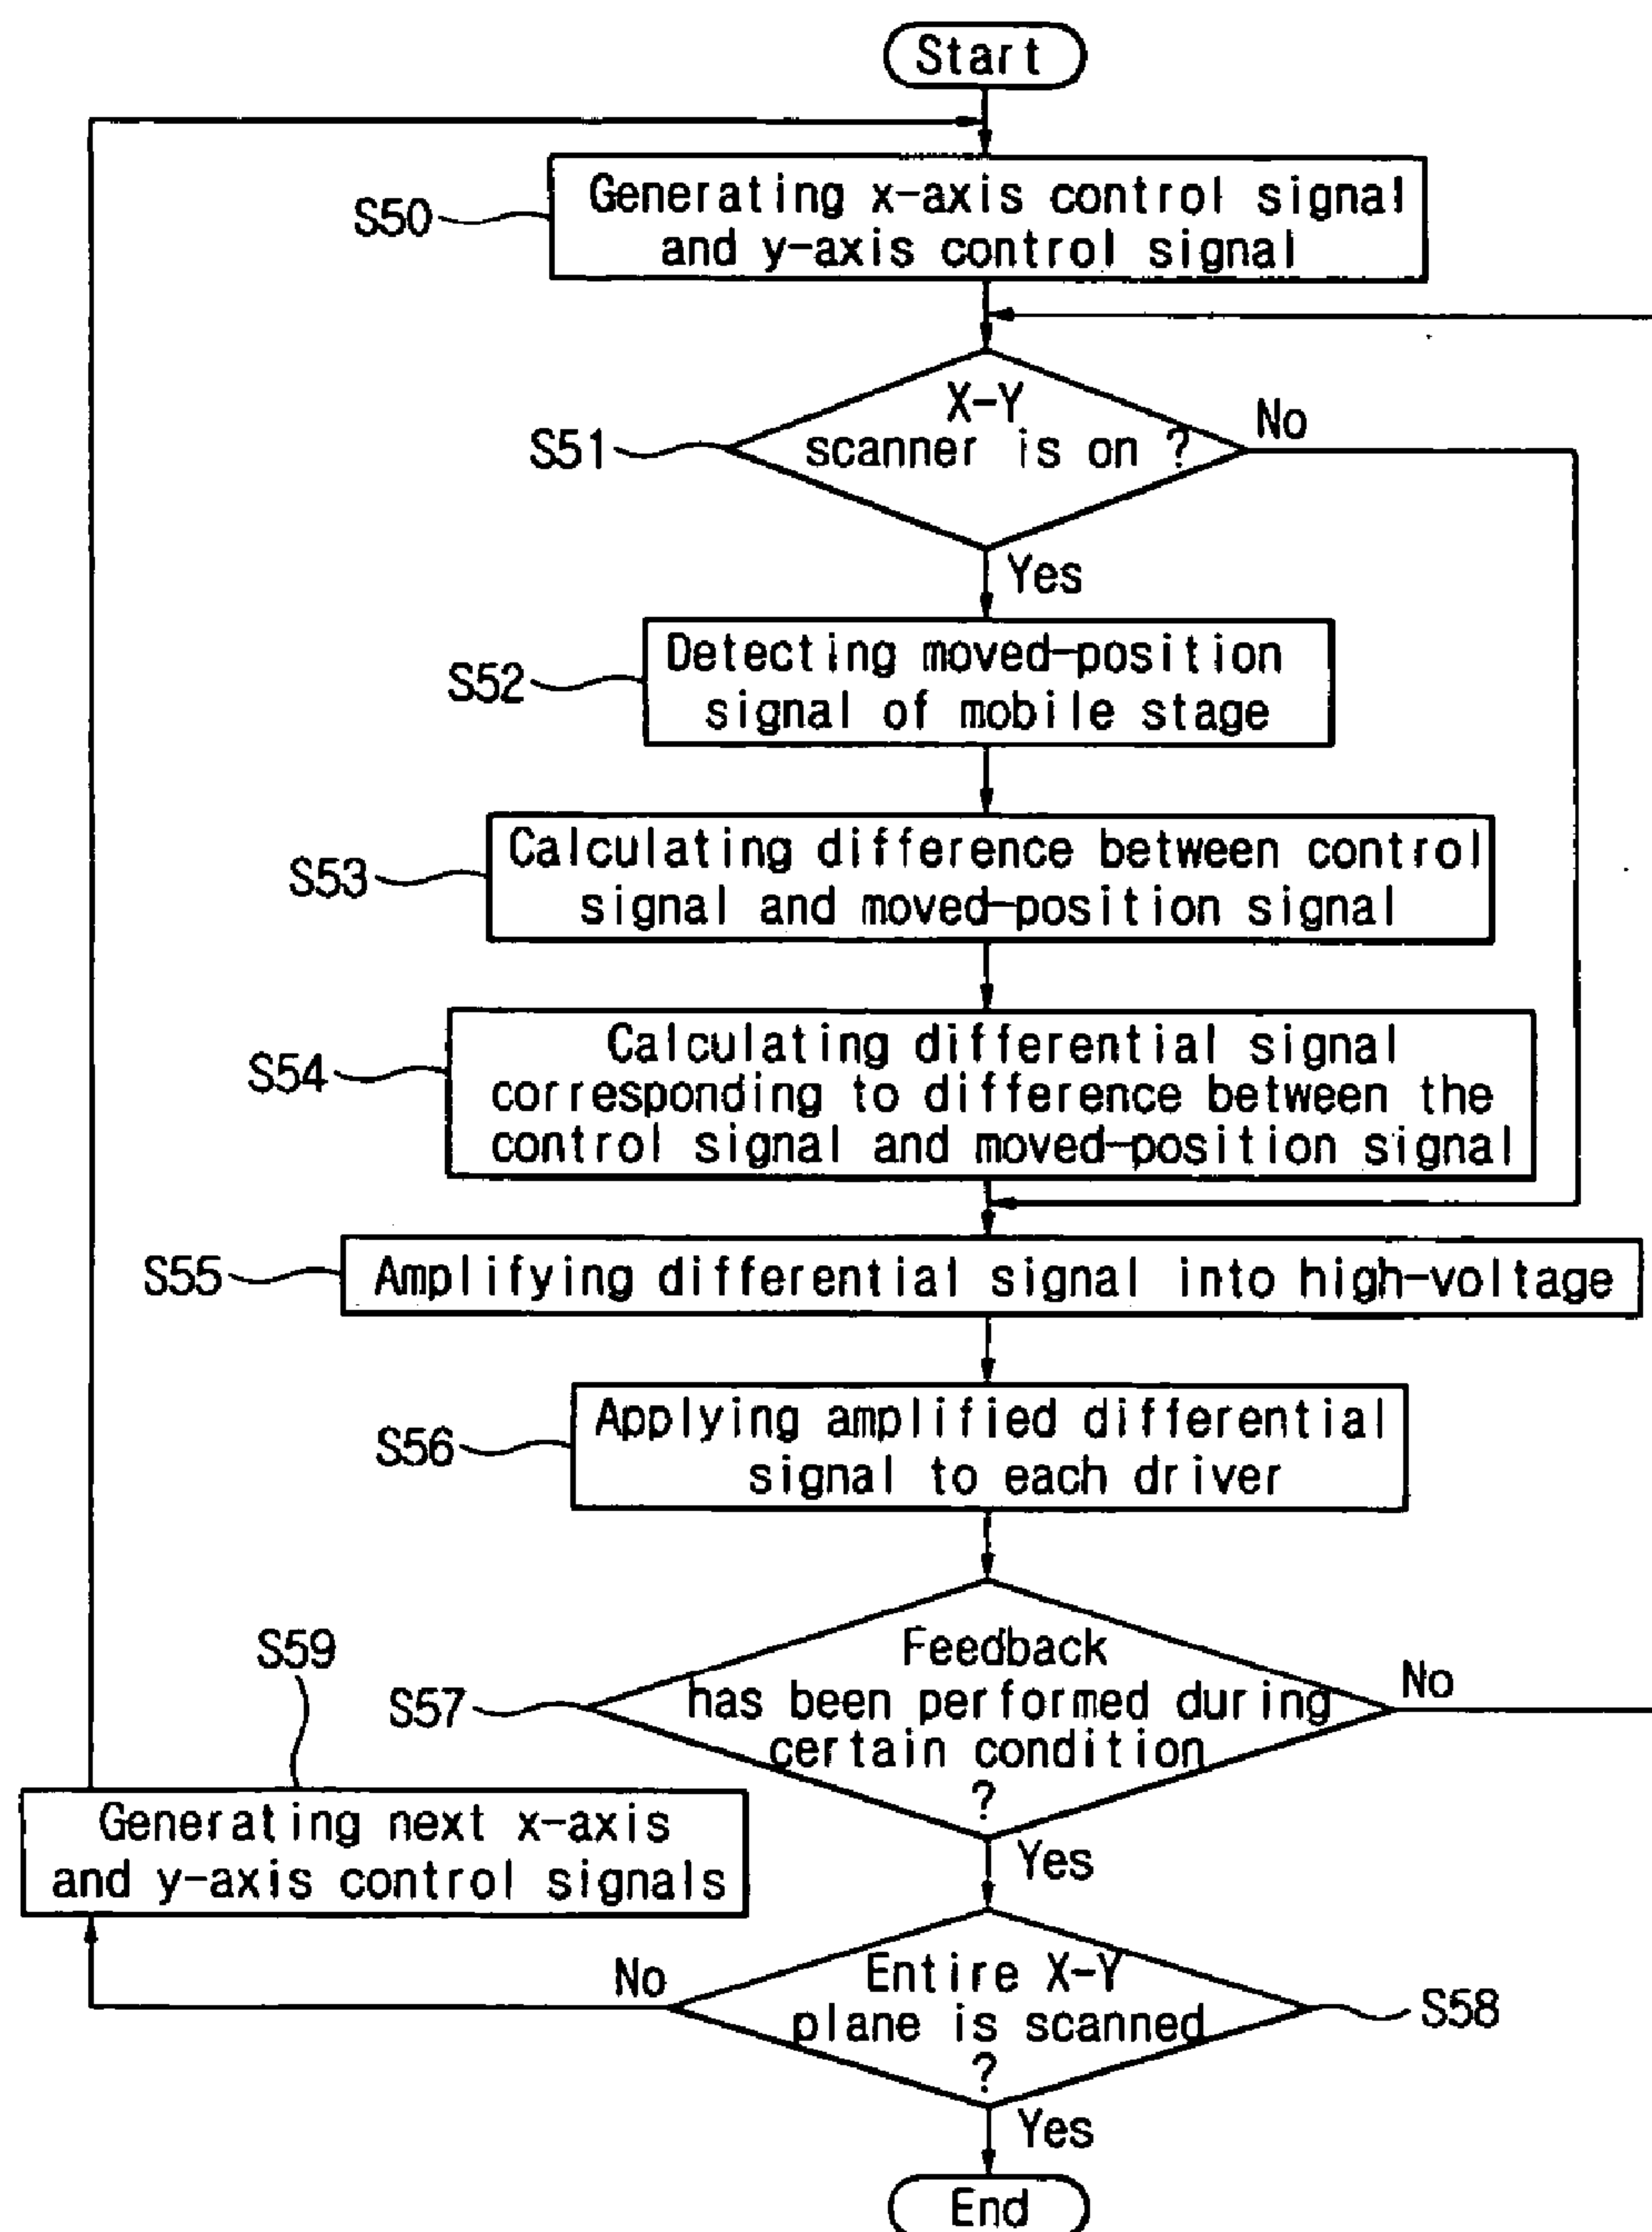 Start
S50
Generating x-axis control signal
and y-axis control signal
S51
X-Y
scanner is on ?
No
Yes
S52
Detecting moved-position
signal of mobile stage
S53
Calculating difference between control
signal and moved-position signal
S54
Calculating differential signal
corresponding to difference between the
control signal and moved-position signal
S55
Amplifying differential signal into high-voltage
S56
Applying amplified differential
signal to each driver
S57
Feedback
has been performed during
certain condition
?
No
Yes
S59
Generating next x-axis
and y-axis control signals
No
Entire X-Y
plane is scanned
?
S58
Yes
End